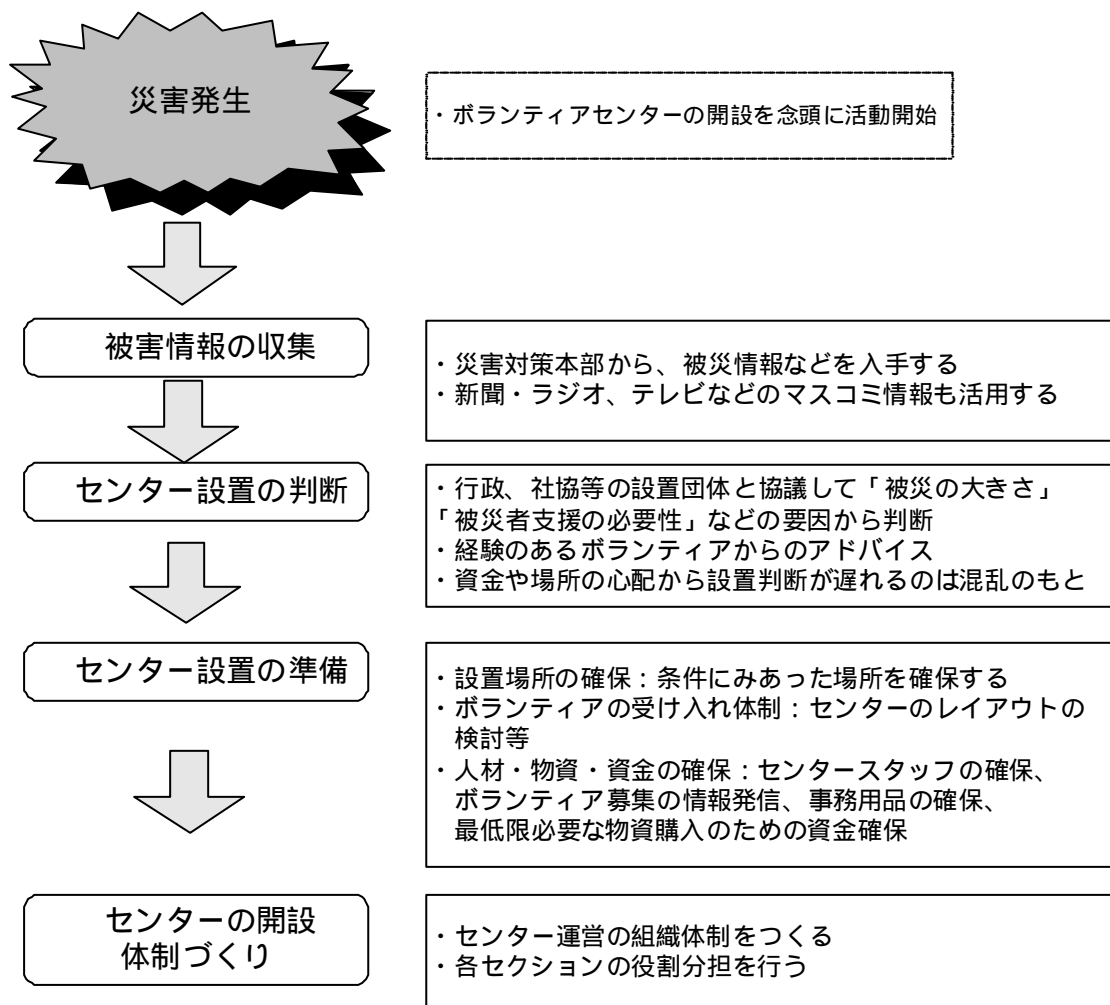 災害発生
・ボランティアセンターの開設を念頭に活動開始
被害情報の収集
・災害対策本部から、被災情報などを入手する
・新聞・ラジオ、テレビなどのマスコミ情報も活用する
センター設置の判断
・行政、社協等の設置団体と協議して「被災の大きさ」
「被災者支援の必要性」などの要因から判断
・経験のあるボランティアからのアドバイス
・資金や場所の心配から設置判断が遅れるのは混乱のもと
センター設置の準備
・設置場所の確保：条件にみあった場所を確保する
・ボランティアの受け入れ体制：センターのレイアウトの
検討等
・人材・物資・資金の確保：センタースタッフの確保、
ボランティア募集の情報発信、事務用品の確保、
最低限必要な物資購入のための資金確保
センターの開設
体制づくり
・センター運営の組織体制をつくる
・各セクションの役割分担を行う